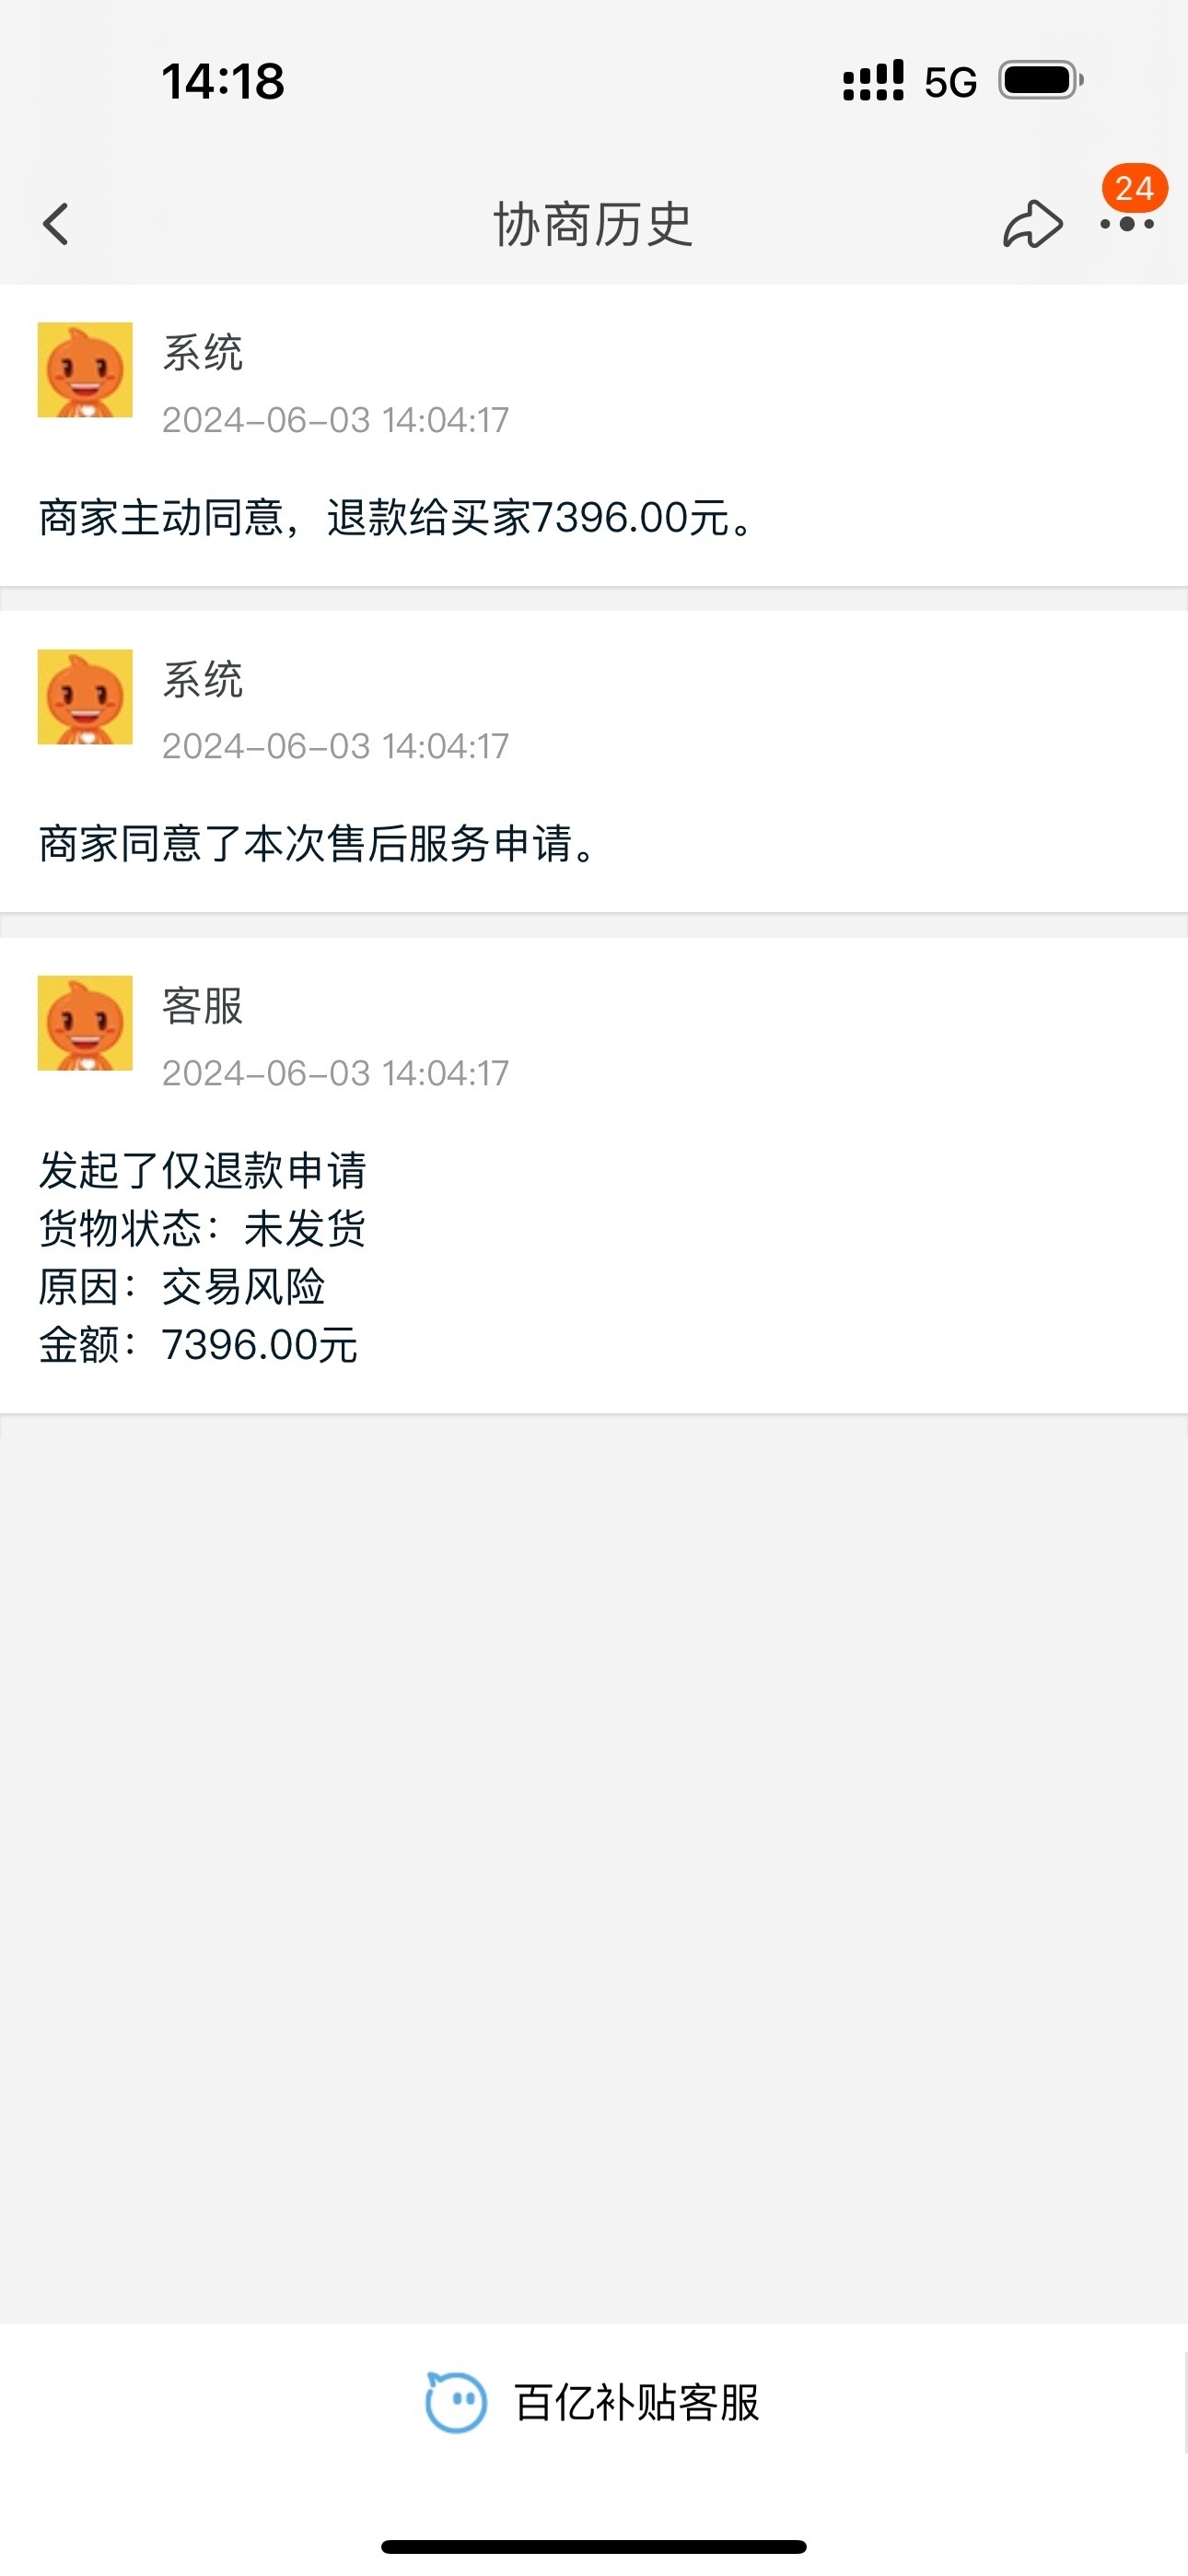 14:18
5G
24
协商历史
系统
2024-06-03 14:04:17
商家主动同意，退款给买家7396.00元。
系统
2024-06-03 14:04:17
商家同意了本次售后服务申请。
客服
2024-06-03 14:04:17
发起了仅退款申请
货物状态：未发货
原因：交易风险
金额：7396.00元
百亿补贴客服